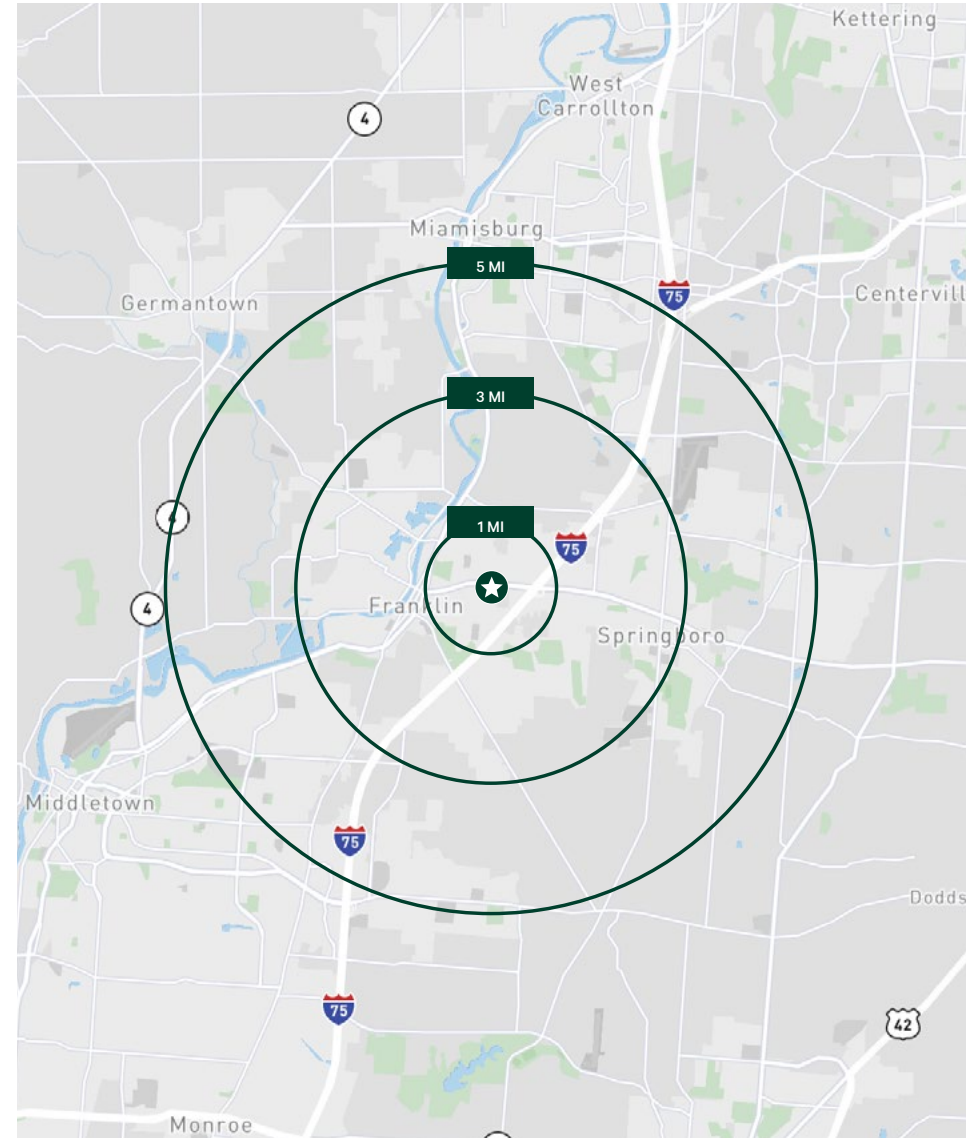 Kettering
West
Carrollton
4
Miamisburg
5 MI
75
Centervill
Germantown
3 MI
4
1 MI
75
4
Franklin
Springboro
Middletown
75
Dodds
75
42
Monroe